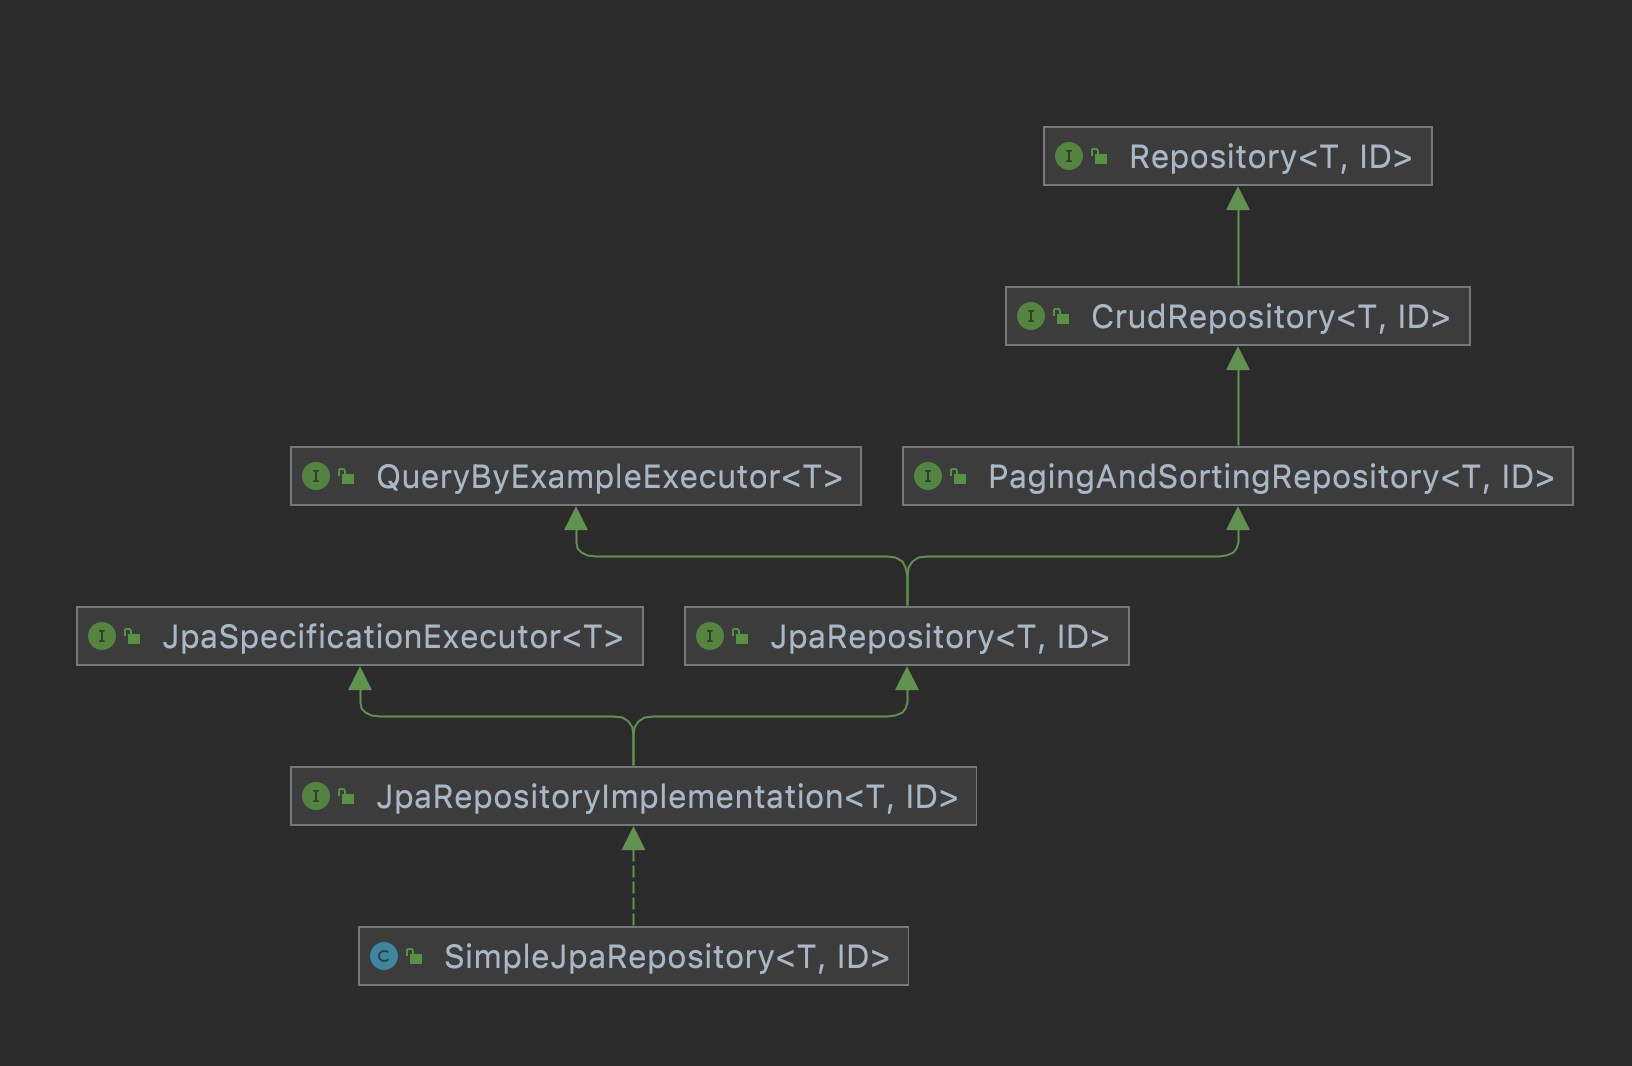 Repository<T, ID>
CrudRepository<T, ID>
QueryByExampleExecutor<T>
PagingAndSortingRepository<T, ID>
JpaSpecificationExecutor<T>
JpaRepository<T, ID>
JpaRepositoryImplementation<T, ID>
SimpleJpaRepository<T, ID>